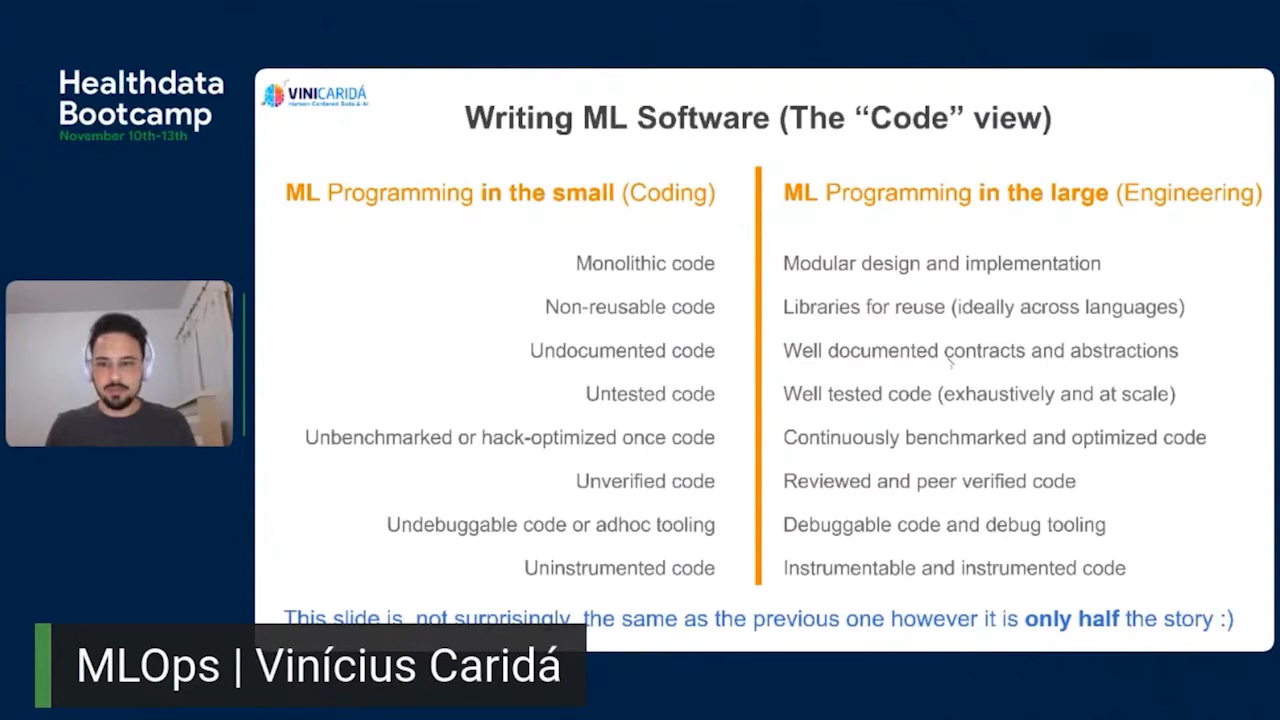 Healthdata
Bootcamp
November 10th-13th
VINICARIDÁ
Human-Centered Data & AI
Writing ML Software (The “Code” view)
ML Programming in the small (Coding)
Monolithic code
Non-reusable code
Undocumented code
Untested code
Unbenchmarked or hack-optimized once code
Unverified code
Undebuggable code or adhoc tooling
Uninstrumented code
ML Programming in the large (Engineering)
Modular design and implementation
Libraries for reuse (ideally across languages)
Well documented contracts and abstractions
Well tested code (exhaustively and at scale)
Continuously benchmarked and optimized code
Reviewed and peer verified code
Debuggable code and debug tooling
Instrumentable and instrumented code
This slide is, not surprisingly, the same as the previous one however it is only half the story :)
MLOps | Vinícius Caridá